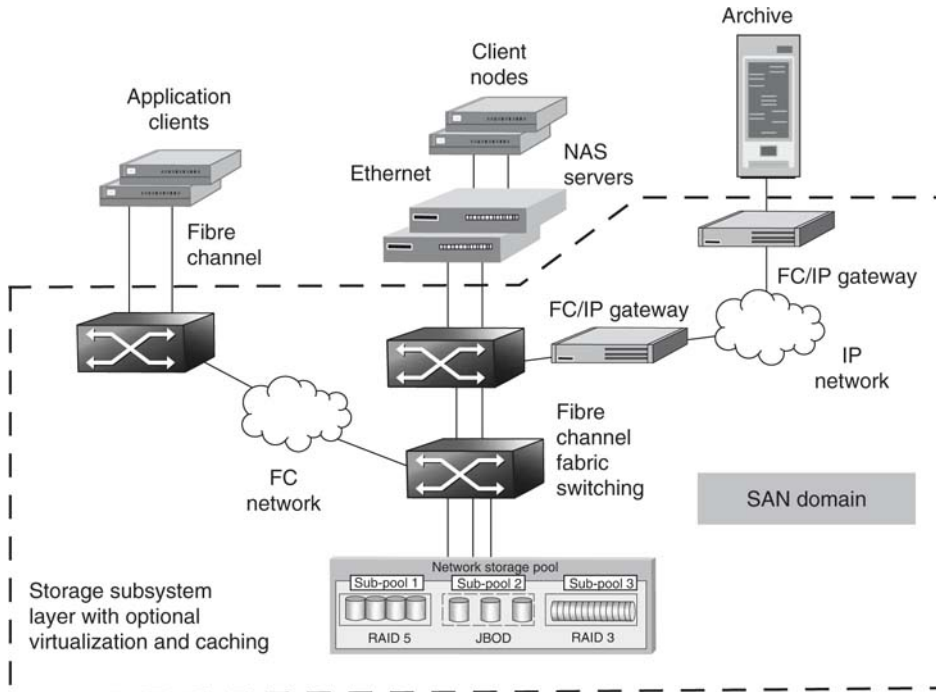 Archive
Client
nodes
Application
clients
Ethernet
NAS
servers
Fibre
channel
FC/IP gateway
FC/IP gateway
IP
network
Fibre
channel
fabric
switching
FC
network
SAN domain
Network storage pool
Sub-pool 1
Sub-pool 2
Sub-pool 3
RAID 5
JBOD
RAID 3
Storage subsystem
layer with optional
virtualization and caching